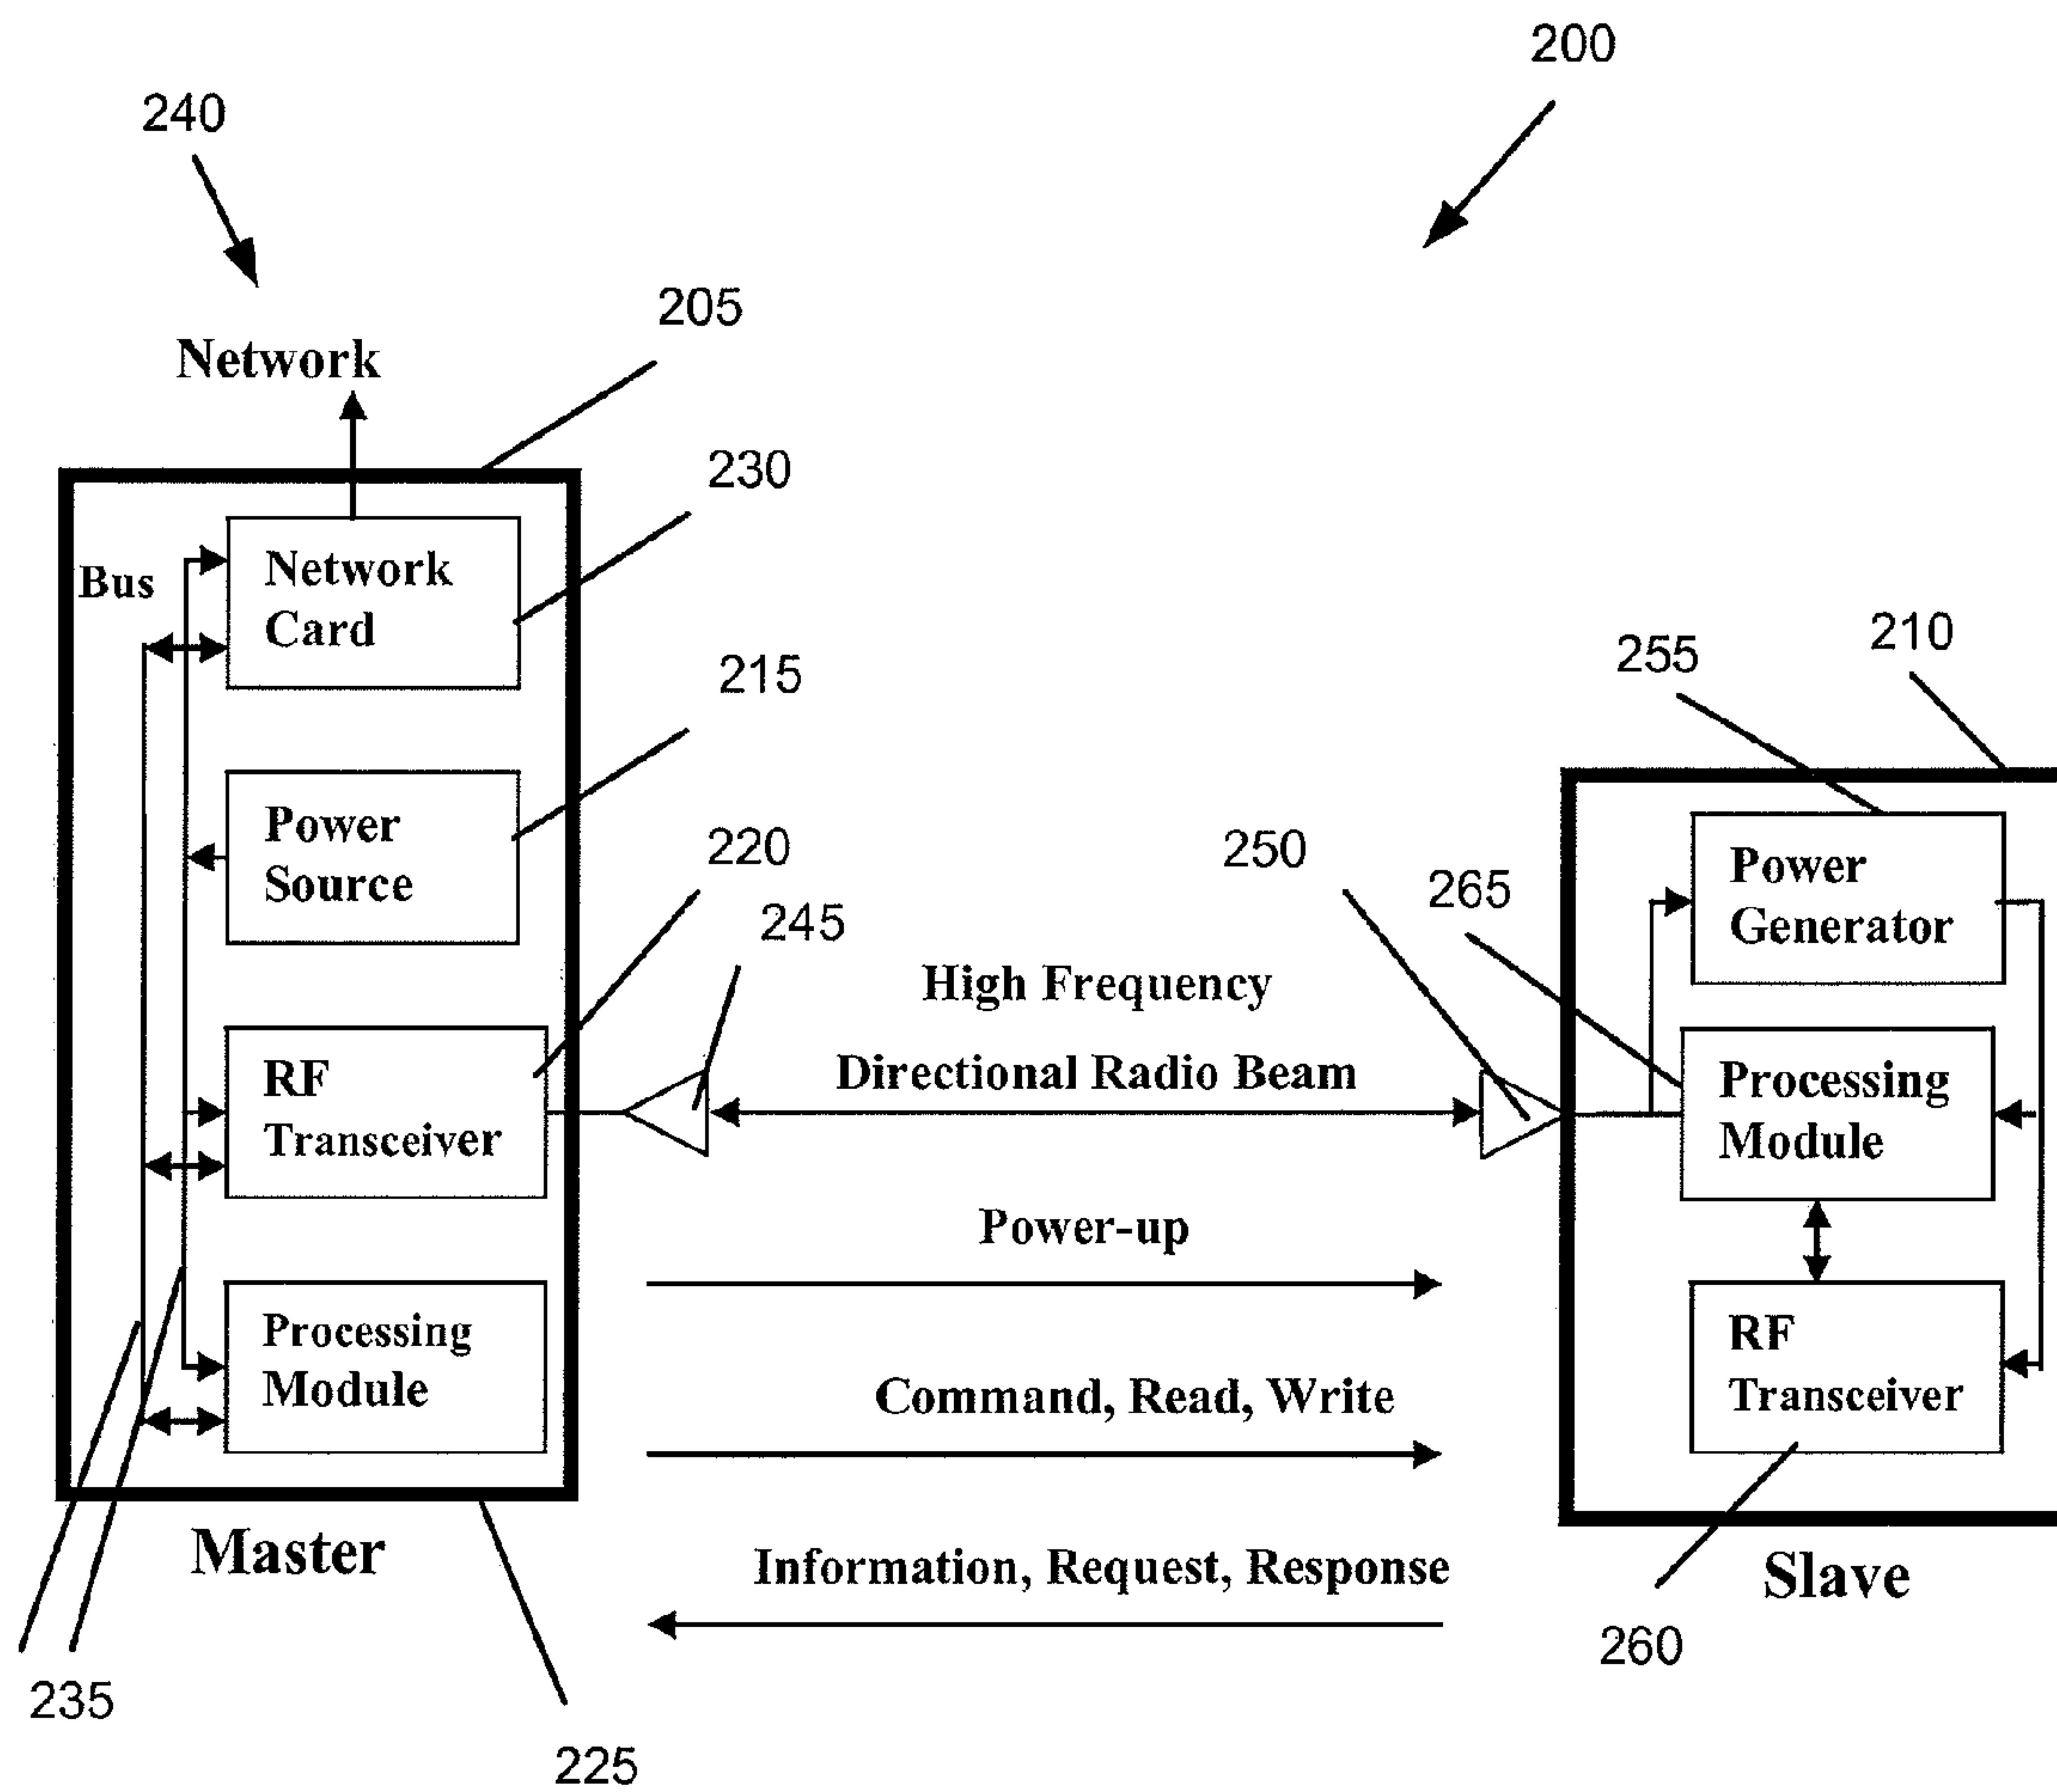 200
240
205
Network
230
Bus
Network
Card
215
Power
Source
220
245
RF
Transceiver
Processing
Module
Master
235
225
High Frequency
Directional Radio Beam
Power-up
Command, Read, Write
Information, Request, Response
250
265
255
210
Power
Generator
Processing
Module
RF
Transceiver
Slave
260